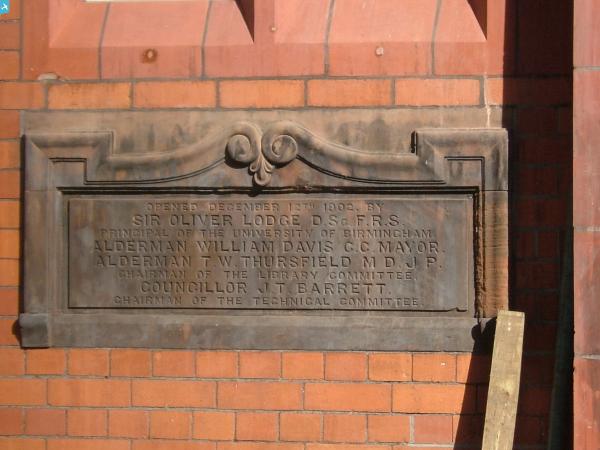 OPENED DECEMBER 12TH 1902. BY
SIR OLIVER LODGE D.Sc F.R.S.
PRINCIPAL OF THE UNIVERSITY OF BIRMINGHAM
ALDERMAN WILLIAM DAVIS C.C. MAYOR.
ALDERMAN T.W. THURSFIELD M.D. J.P.
CHAIRMAN OF THE LIBRARY COMMITTEE.
COUNCILLOR J.T. BARRETT.
CHAIRMAN OF THE TECHNICAL COMMITTEE.